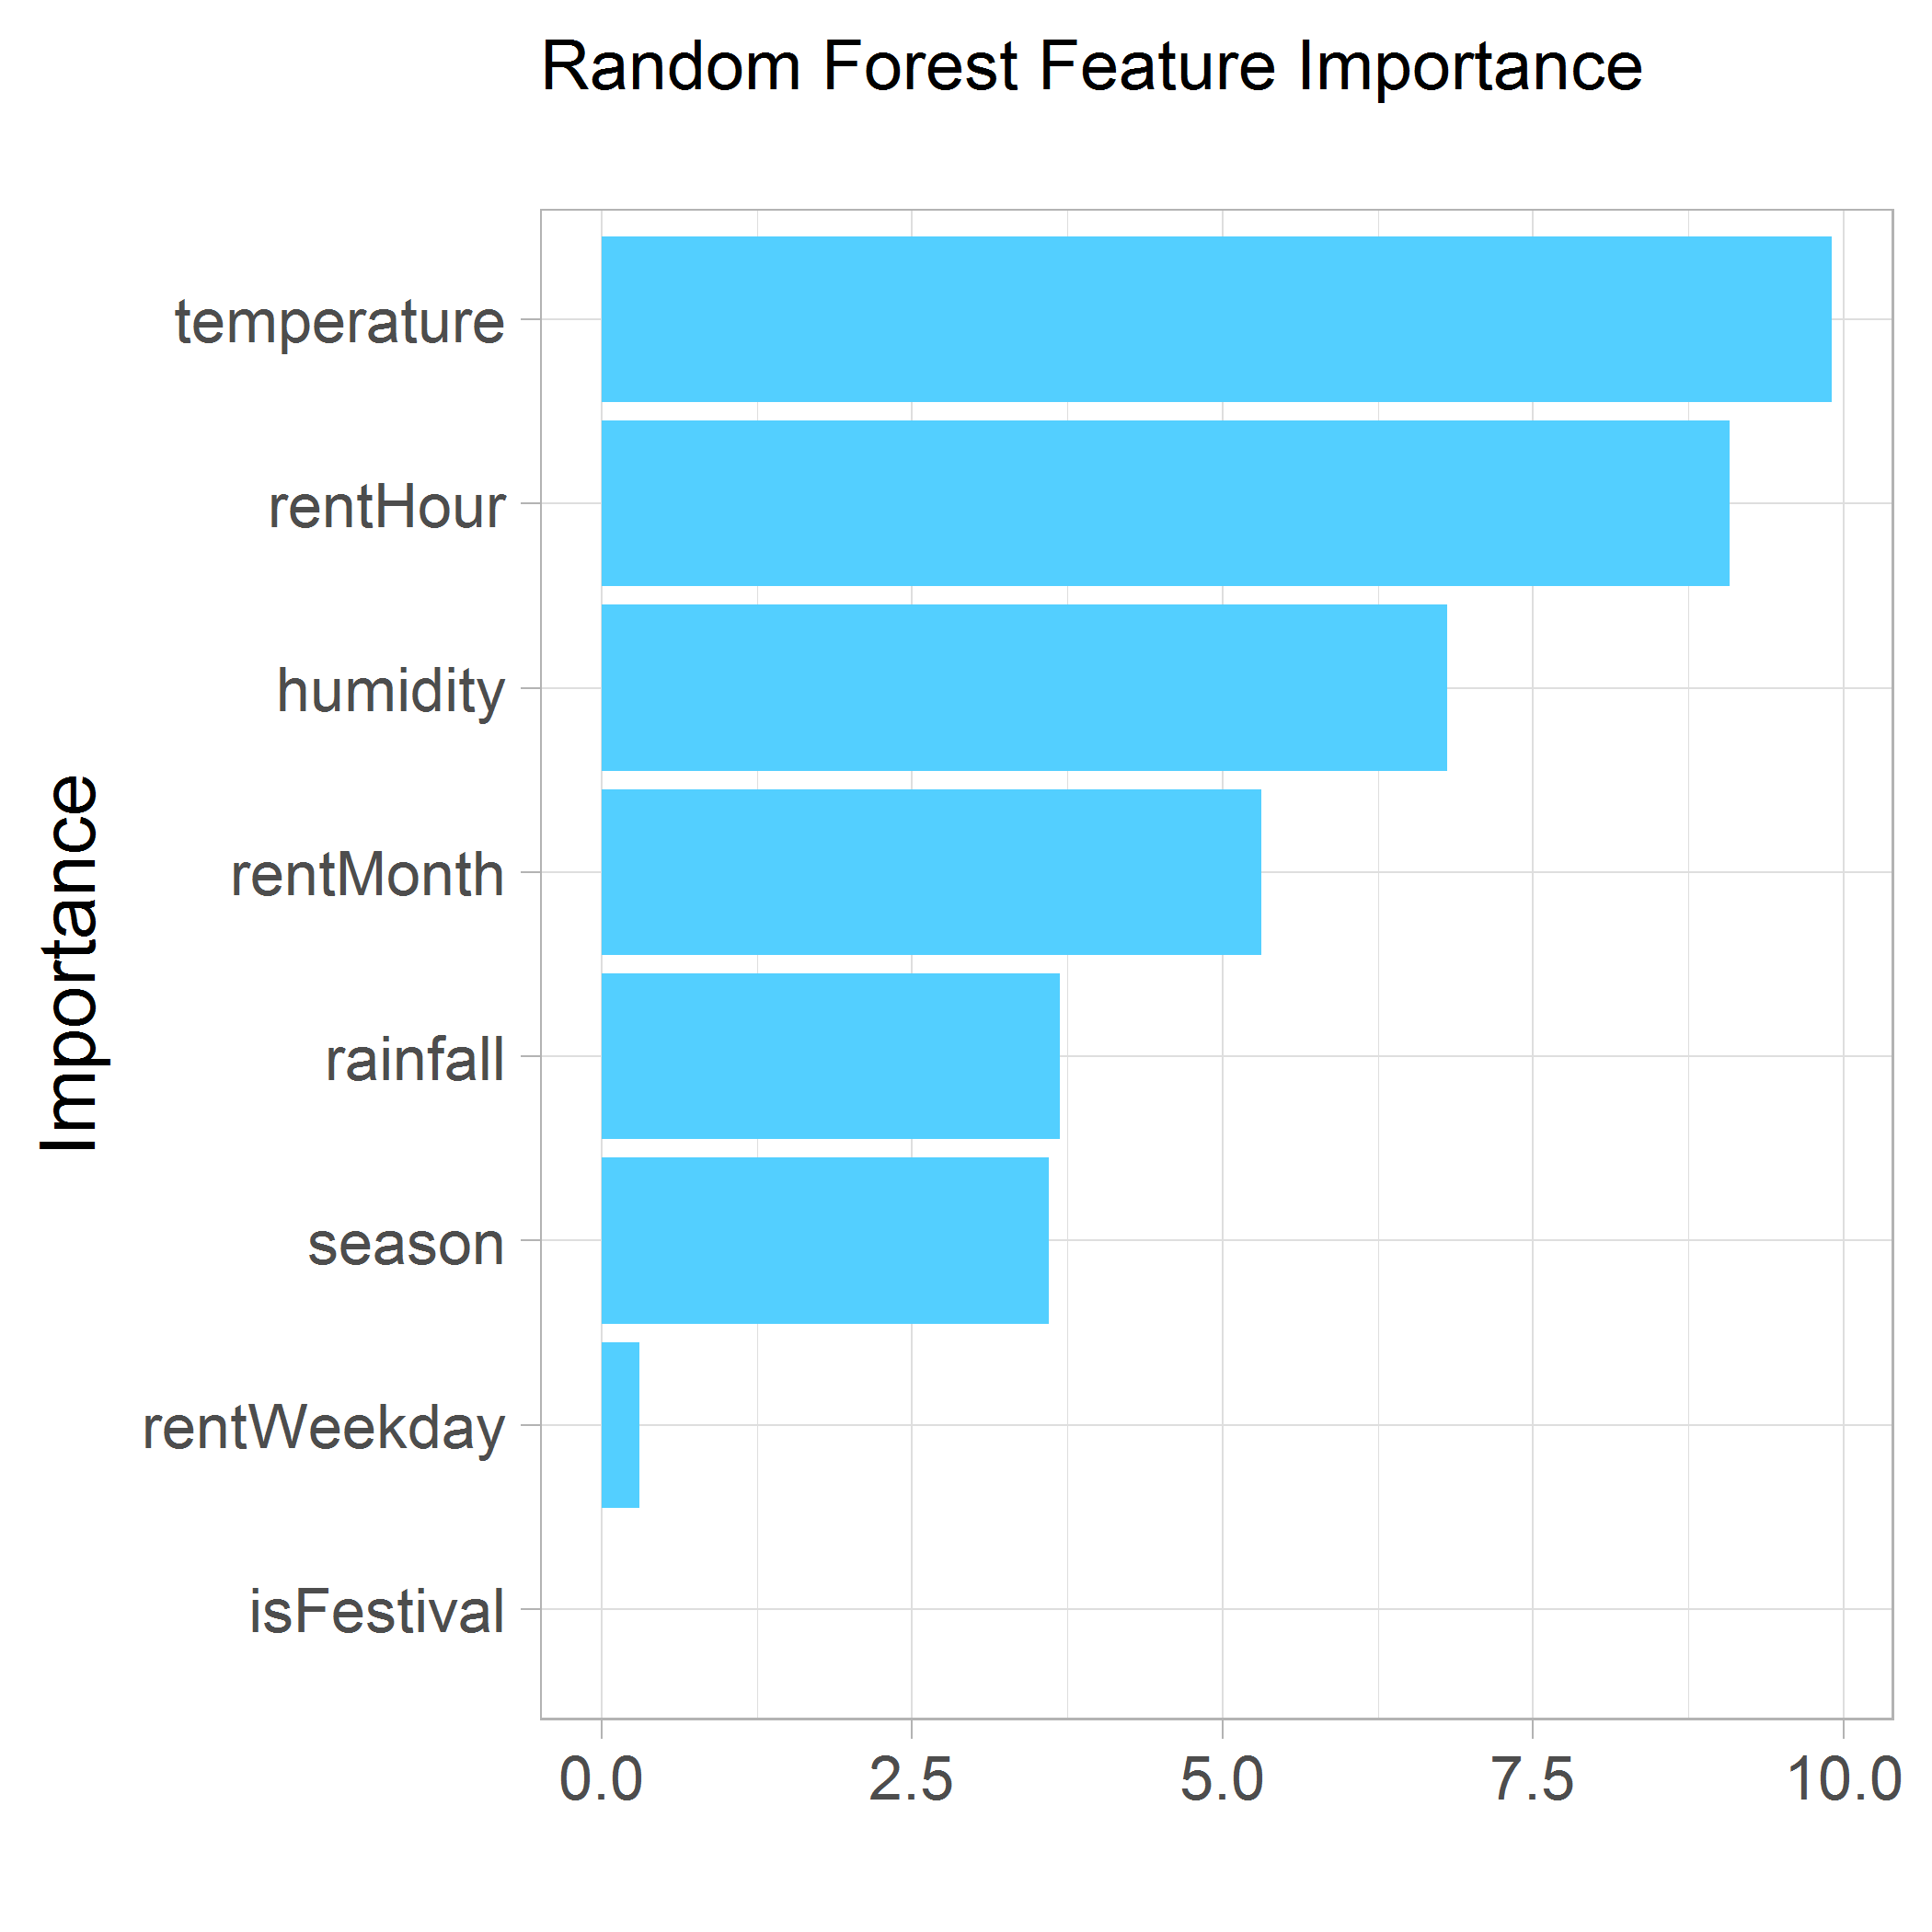 Random Forest Feature Importance
Importance
temperature
rentHour
humidity
rentMonth
rainfall
season
rentWeekday
isFestival
0.0 2.5 5.0 7.5 10.0